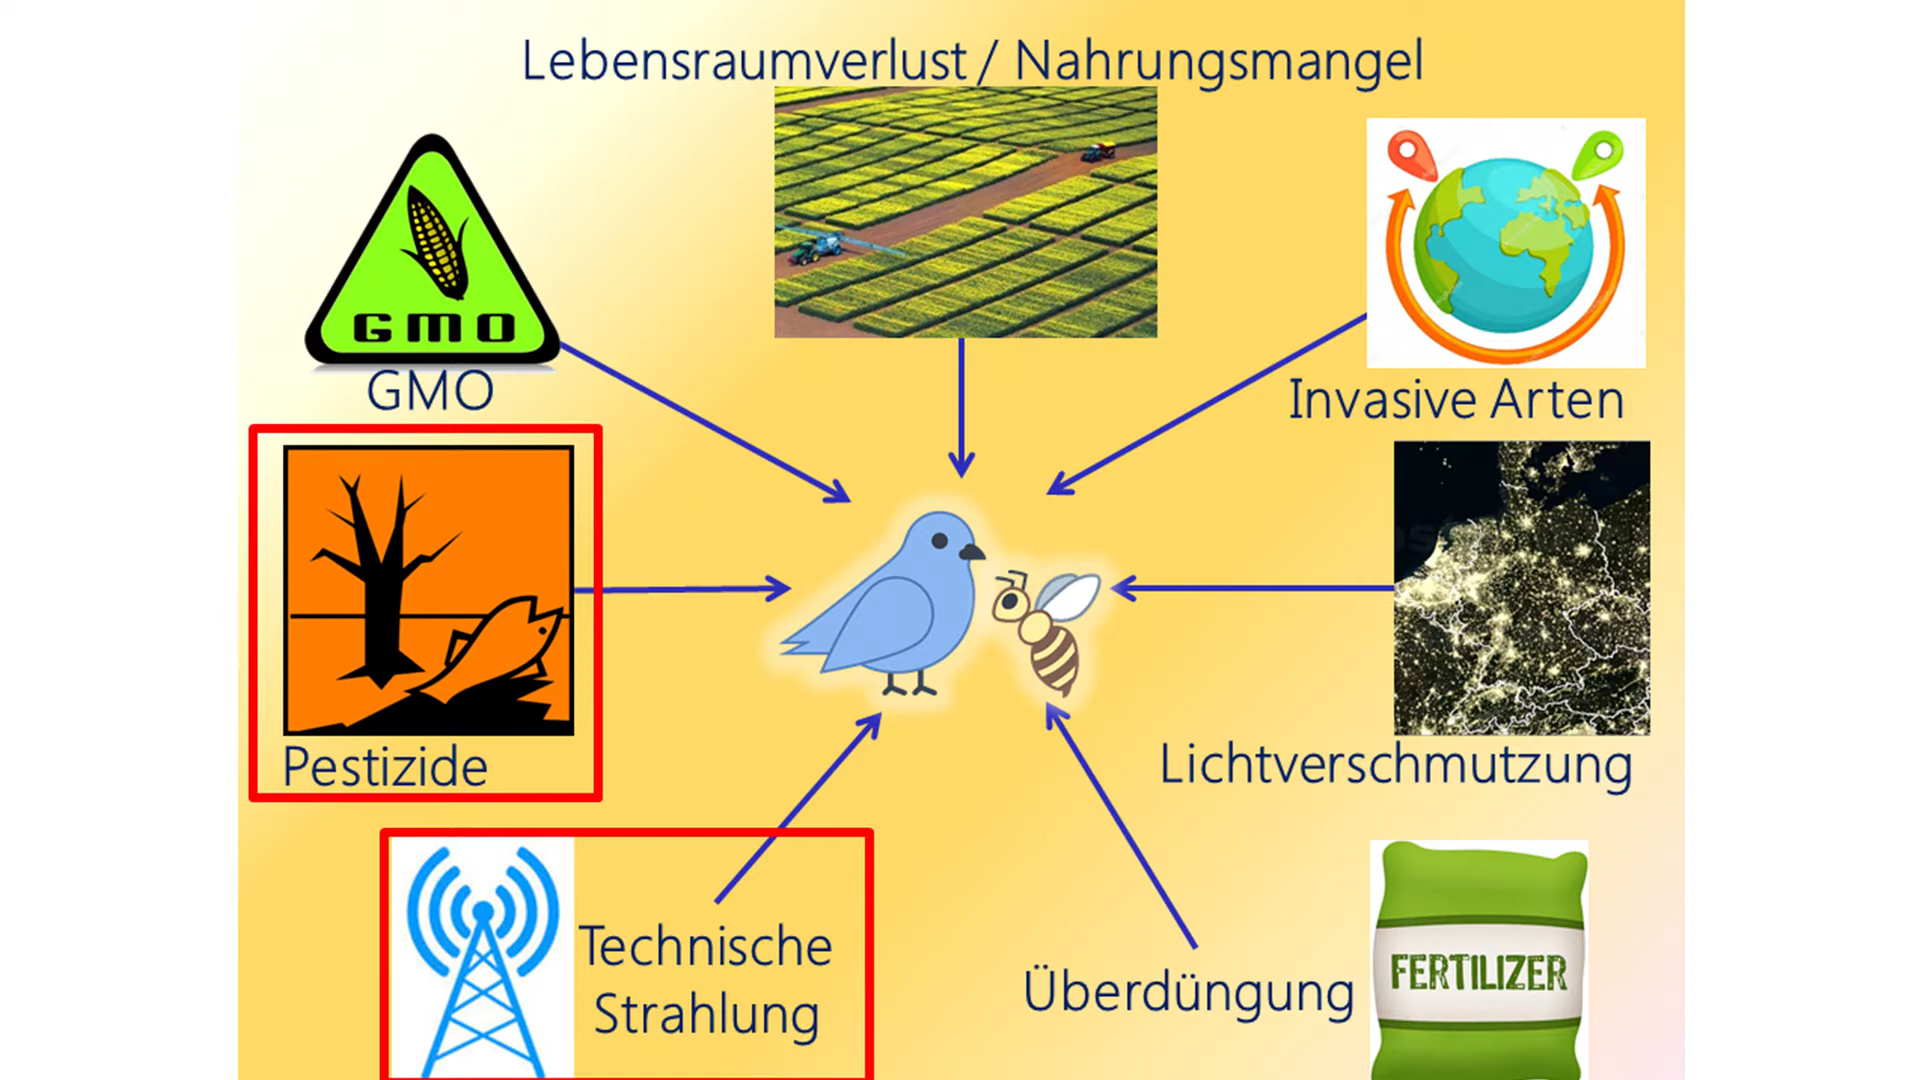 Lebensraumverlust / Nahrungsmangel
GMO
GMO
Invasive Arten
Pestizide
Lichtverschmutzung
Technische
Strahlung
Überdüngung
FERTILIZER